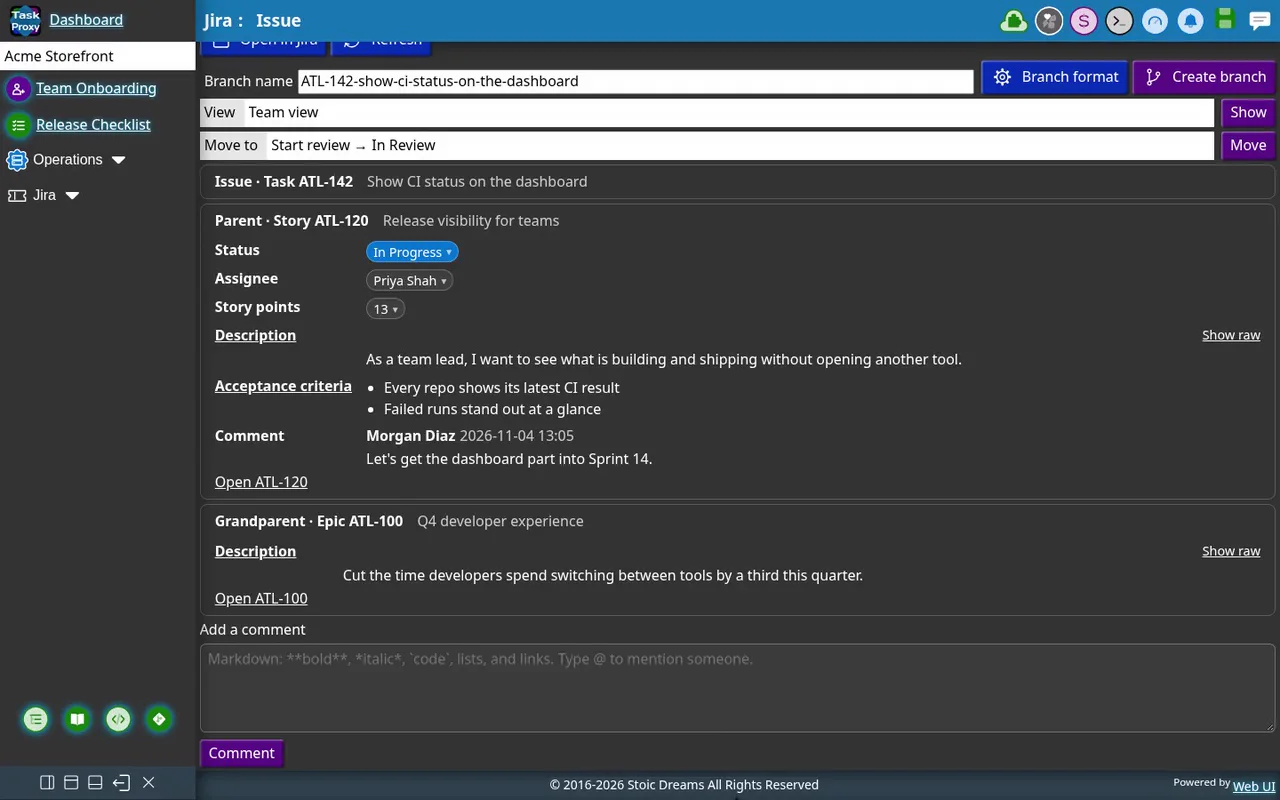 Task Proxy
Dashboard
Jira : Issue
S
Acme Storefront
Open in Jira
Refresh
Team Onboarding
Branch name
ATL-142-show-ci-status-on-the-dashboard
Branch format
Create branch
View
Team view
Show
Release Checklist
Move to
Start review → In Review
Move
Operations
Jira
Issue · Task ATL-142 Show CI status on the dashboard
Parent · Story ATL-120 Release visibility for teams
Status In Progress
Assignee Priya Shah
Story points 13
Description Show raw
As a team lead, I want to see what is building and shipping without opening another tool.
Acceptance criteria
• Every repo shows its latest CI result
• Failed runs stand out at a glance
Comment Morgan Diaz 2026-11-04 13:05
Let's get the dashboard part into Sprint 14.
Open ATL-120
Grandparent · Epic ATL-100 Q4 developer experience
Description Show raw
Cut the time developers spend switching between tools by a third this quarter.
Open ATL-100
Add a comment
Markdown: **bold**, *italic*, `code`, lists, and links. Type @ to mention someone.
Comment
© 2016-2026 Stoic Dreams All Rights Reserved
Powered by Web UI